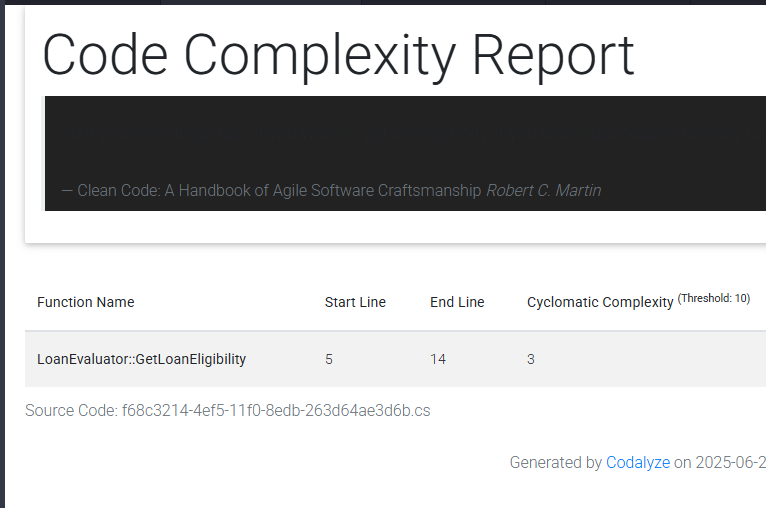 Code Complexity Report
— Clean Code: A Handbook of Agile Software Craftsmanship Robert C. Martin
Function Name Start Line End Line Cyclomatic Complexity (Threshold: 10)
LoanEvaluator::GetLoanEligibility 5 14 3
Source Code: f68c3214-4ef5-11f0-8edb-263d64ae3d6b.cs
Generated by Codalyze on 2025-06-2